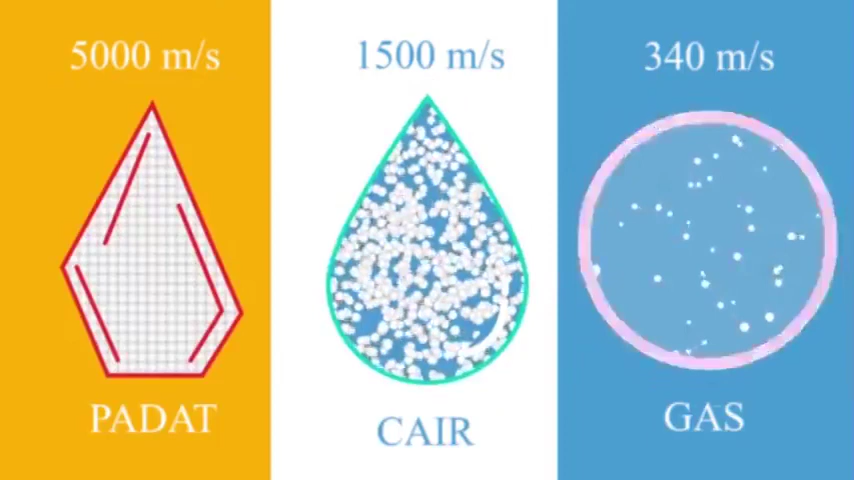 5000 m/s
1500 m/s
340 m/s
PADAT
CAIR
GAS